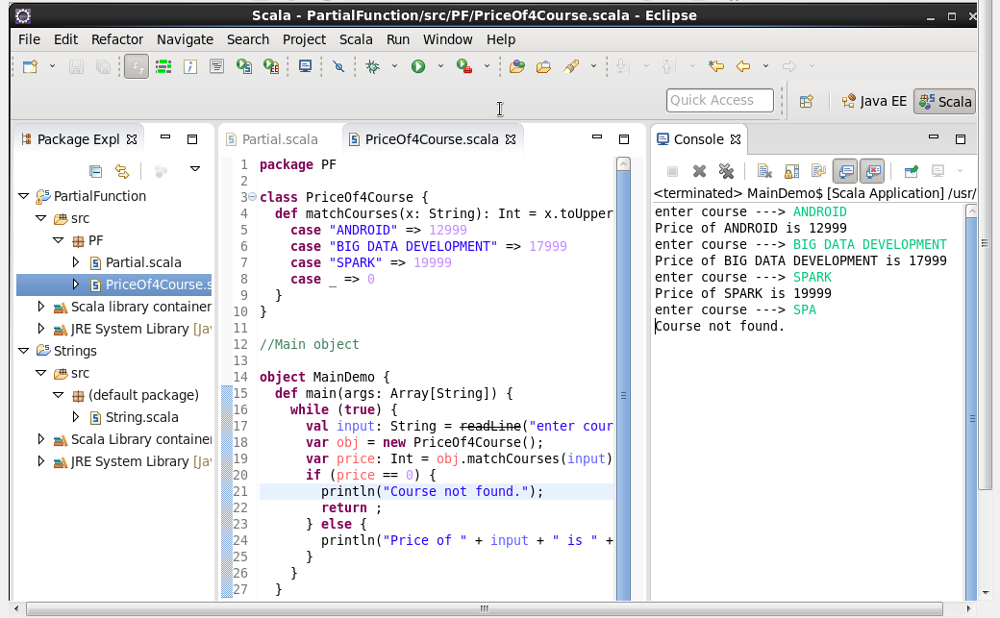 Scala - PartialFunction/src/PF/PriceOf4Course.scala - Eclipse
File Edit Refactor Navigate Search Project Scala Run Window Help
Quick Access
Java EE
Scala
Package Expl
PartialFunction
src
PF
Partial.scala
PriceOf4Course.s
Scala library container
JRE System Library [Ja
Strings
src
(default package)
String.scala
Scala Library containe
JRE System Library [Ja
Partial.scala
PriceOf4Course.scala
1 package PF
2
3 class PriceOf4Course {
4 def matchCourses(x: String): Int = x.toUpper
5 case "ANDROID" => 12999
6 case "BIG DATA DEVELOPMENT" => 17999
7 case "SPARK" => 19999
8 case _ => 0
9 }
10 }
11
12 //Main object
13
14 object MainDemo {
15 def main(args: Array[String]) {
16 while (true) {
17 val input: String = readLine("enter cour
18 var obj = new PriceOf4Course();
19 var price: Int = obj.matchCourses(input)
20 if (price == 0) {
21 println("Course not found.");
22 return ;
23 } else {
24 println("Price of " + input + " is " +
25 }
26 }
27 }
Console
<terminated> MainDemo$ [Scala Application] /usr/
enter course ---> ANDROID
Price of ANDROID is 12999
enter course ---> BIG DATA DEVELOPMENT
Price of BIG DATA DEVELOPMENT is 17999
enter course ---> SPARK
Price of SPARK is 19999
enter course ---> SPA
Course not found.